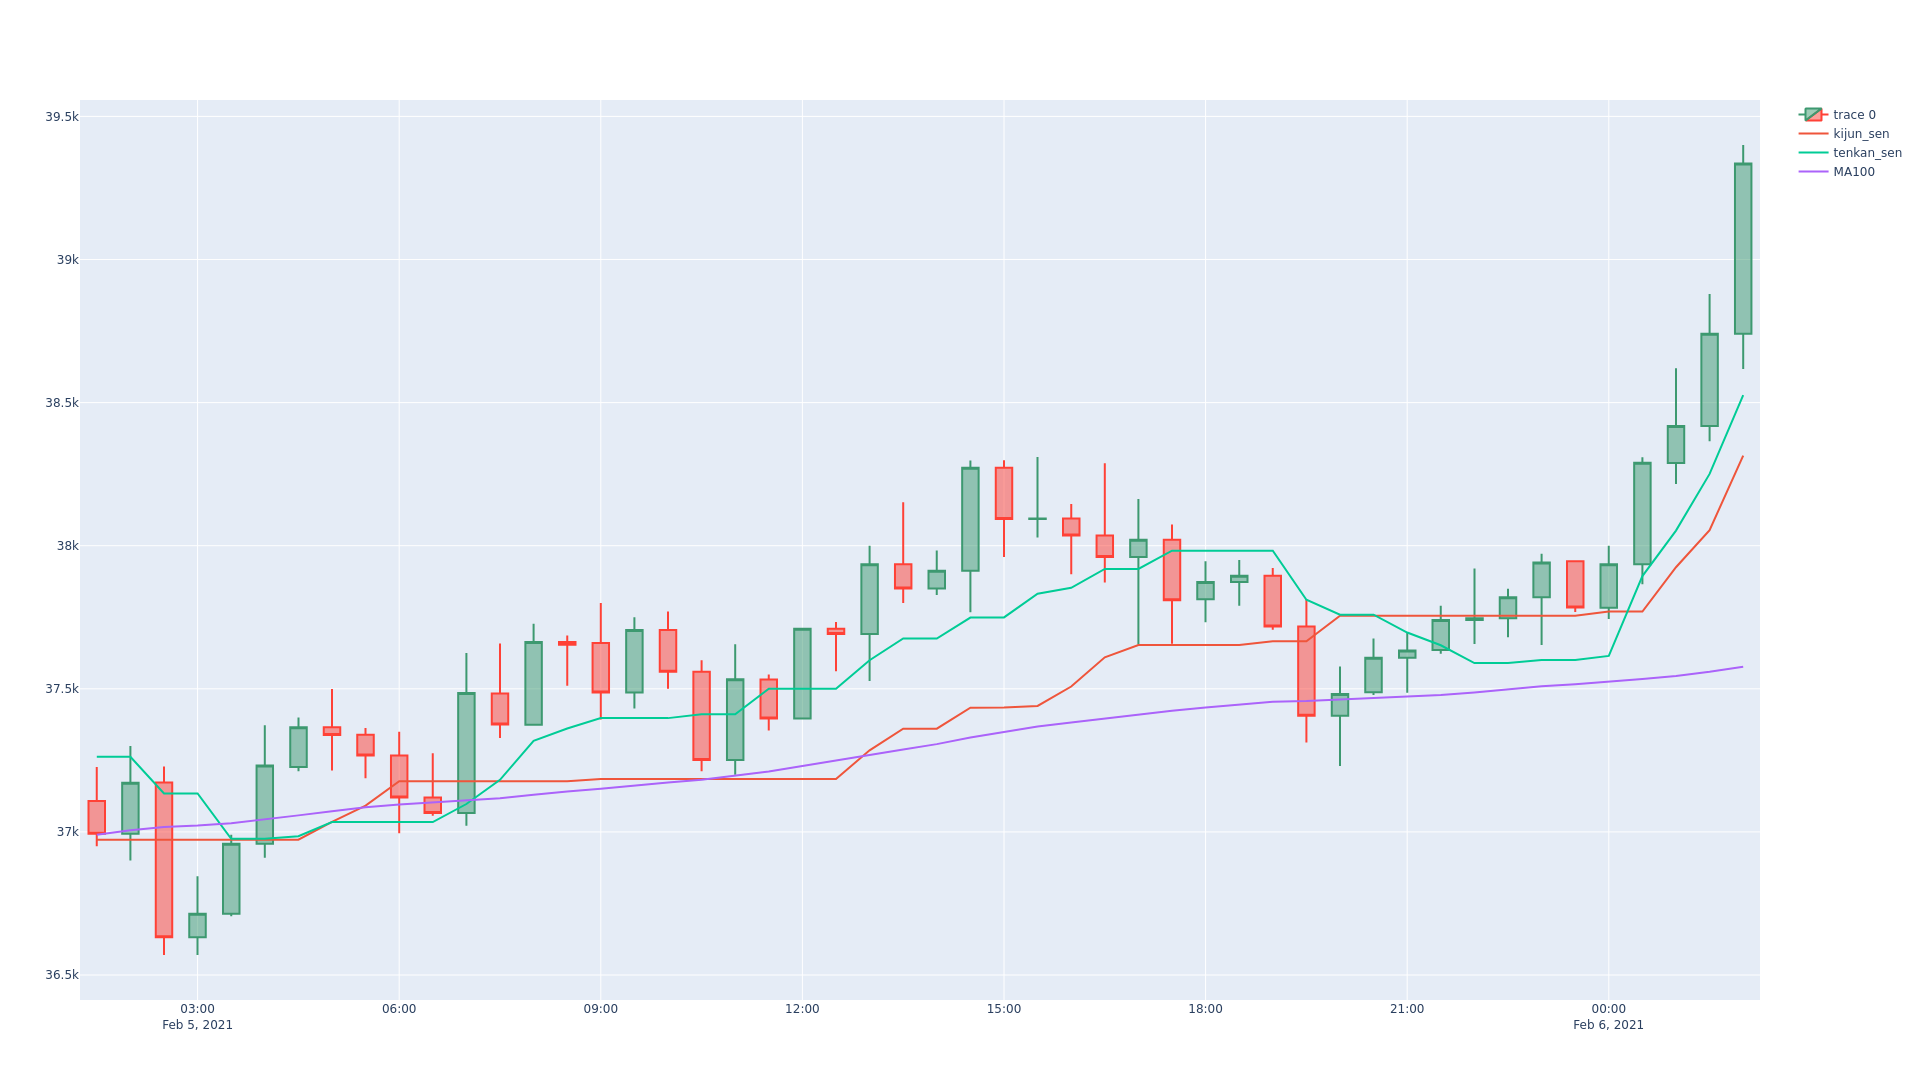 39.5k
39k
38.5k
38k
37.5k
37k
36.5k
03:00 06:00 09:00 12:00 15:00 18:00 21:00 00:00
Feb 5, 2021 Feb 6, 2021
trace 0
kijun_sen
tenkan_sen
MA100